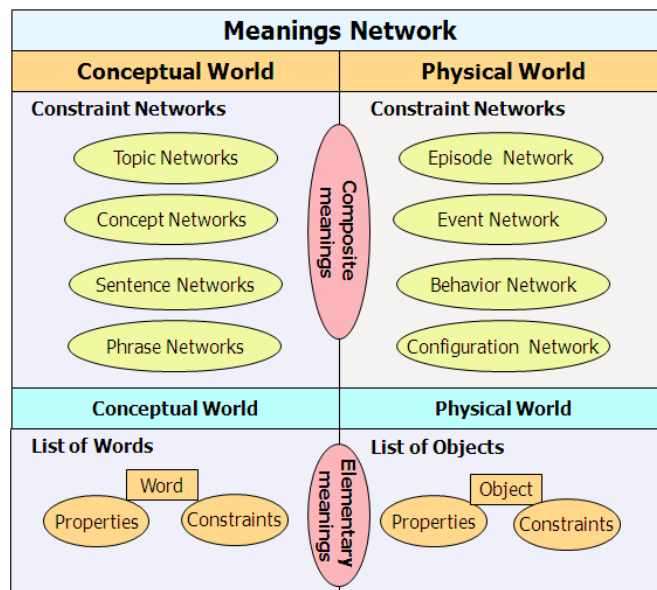 Meanings Network
Conceptual World
Physical World
Constraint Networks
Constraint Networks
Topic Networks
Episode Network
Concept Networks
Event Network
Sentence Networks
Behavior Network
Phrase Networks
Configuration Network
Composite
meanings
Conceptual World
Physical World
List of Words
List of Objects
Word
Properties
Constraints
Object
Properties
Constraints
Elementary
meanings